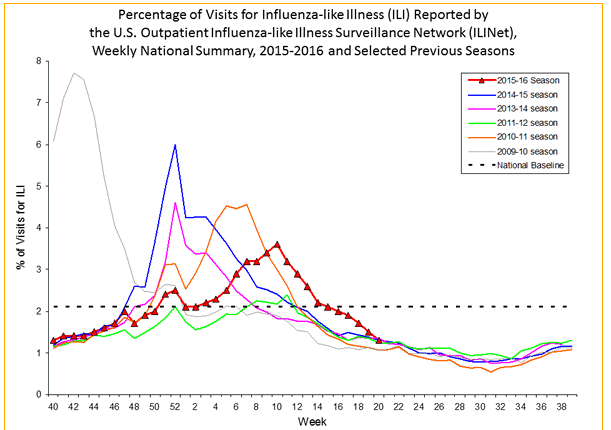 Percentage of Visits for Influenza-like Illness (ILI) Reported by
the U.S. Outpatient Influenza-like Illness Surveillance Network (ILINet),
Weekly National Summary, 2015-2016 and Selected Previous Seasons
8
7
6
5
4
3
2
1
0
% of Visits for ILI
2015-16 Season
2014-15 season
2013-14 season
2011-12 season
2010-11 season
2009-10 season
National Baseline
40 42 44 46 48 50 52 2 4 6 8 10 12 14 16 18 20 22 24 26 28 30 32 34 36 38
Week